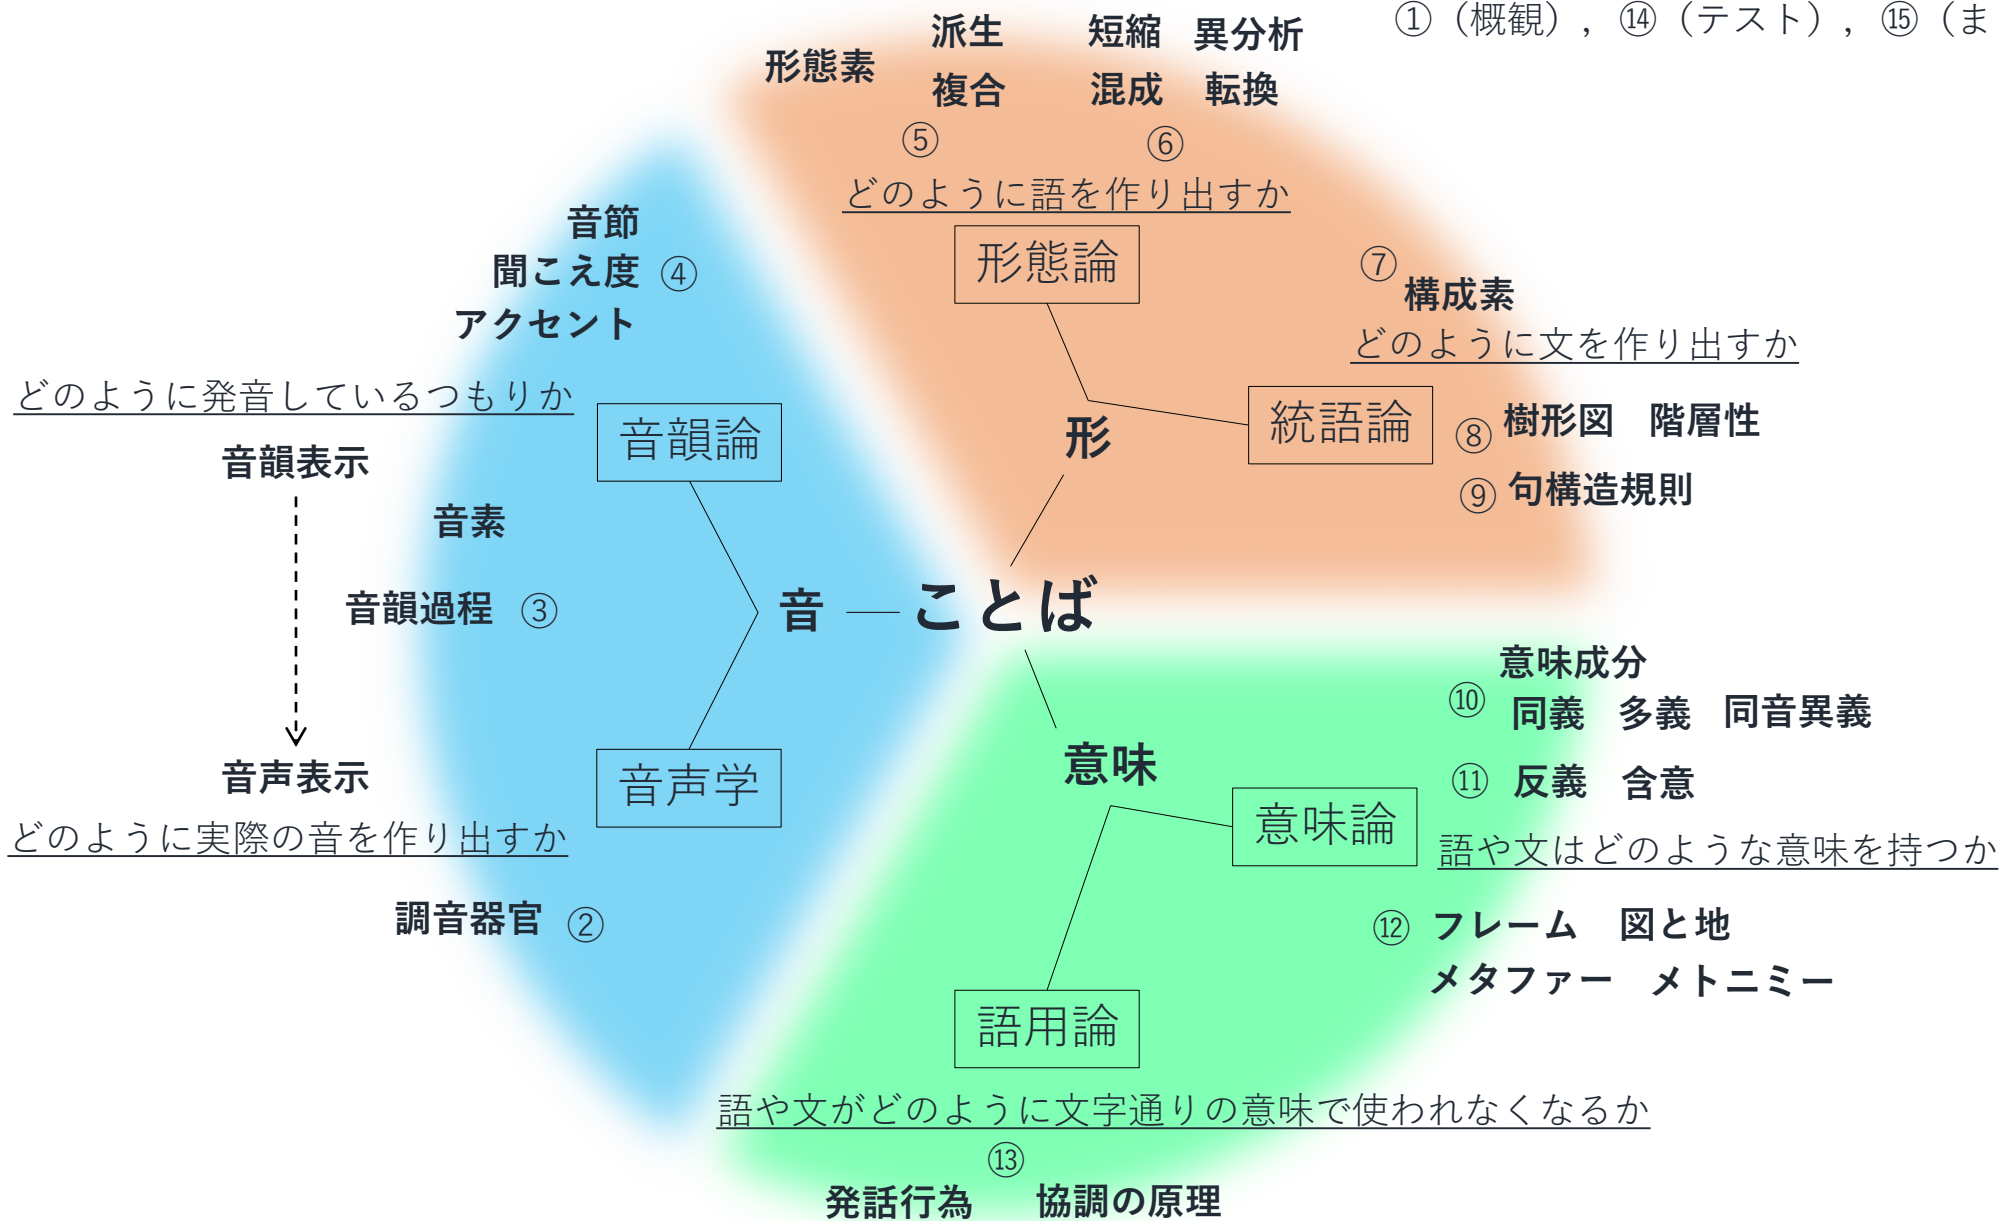 ①（概観），⑭（テスト），⑮（ま
形態素
派生
複合
⑤
短縮 異分析
混成 転換
⑥
どのように語を作り出すか
形態論
⑦
構成素
どのように文を作り出すか
統語論
⑧ 樹形図 階層性
⑨ 句構造規則
形
音節
聞こえ度 ④
アクセント
どのように発音しているつもりか
音韻論
音韻表示
音素
音韻過程 ③
音 ことば
音声表示
音声学
どのように実際の音を作り出すか
調音器官 ②
意味
意味成分
⑩ 同義 多義 同音異義
⑪ 反義 含意
意味論
語や文はどのような意味を持つか
⑫ フレーム 図と地
メタファー メトニミー
語用論
語や文がどのように文字通りの意味で使われなくなるか
⑬
発話行為 協調の原理